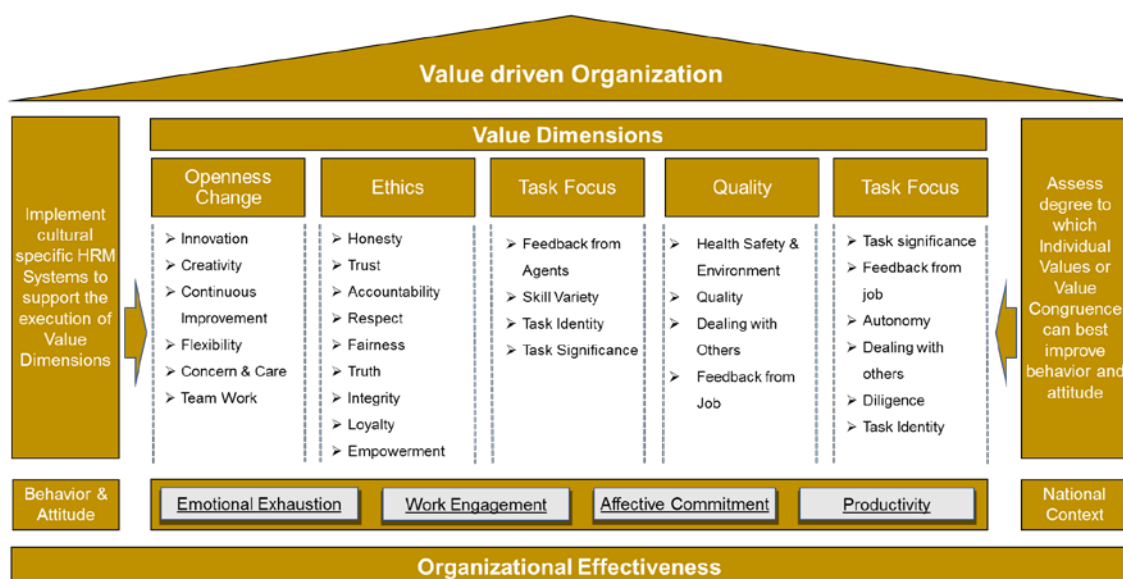 Value driven Organization
Implement
cultural
specific HRM
Systems to
support the
execution of
Value
Dimensions
Value Dimensions
Openness
Change
Innovation
Creativity
Continuous
Improvement
Flexibility
Concern & Care
Team Work
Ethics
Honesty
Trust
Accountability
Respect
Fairness
Truth
Integrity
Loyalty
Empowerment
Task Focus
Feedback from
Agents
Skill Variety
Task Identity
Task Significance
Quality
Health Safety &
Environment
Quality
Dealing with
Others
Feedback from
Job
Task Focus
Task significance
Feedback from
job
Autonomy
Dealing with
others
Diligence
Task Identity
Assess
degree to
which
Individual
Values or
Value
Congruence
can best
improve
behavior and
attitude
Behavior &
Attitude
Emotional Exhaustion
Work Engagement
Affective Commitment
Productivity
National
Context
Organizational Effectiveness